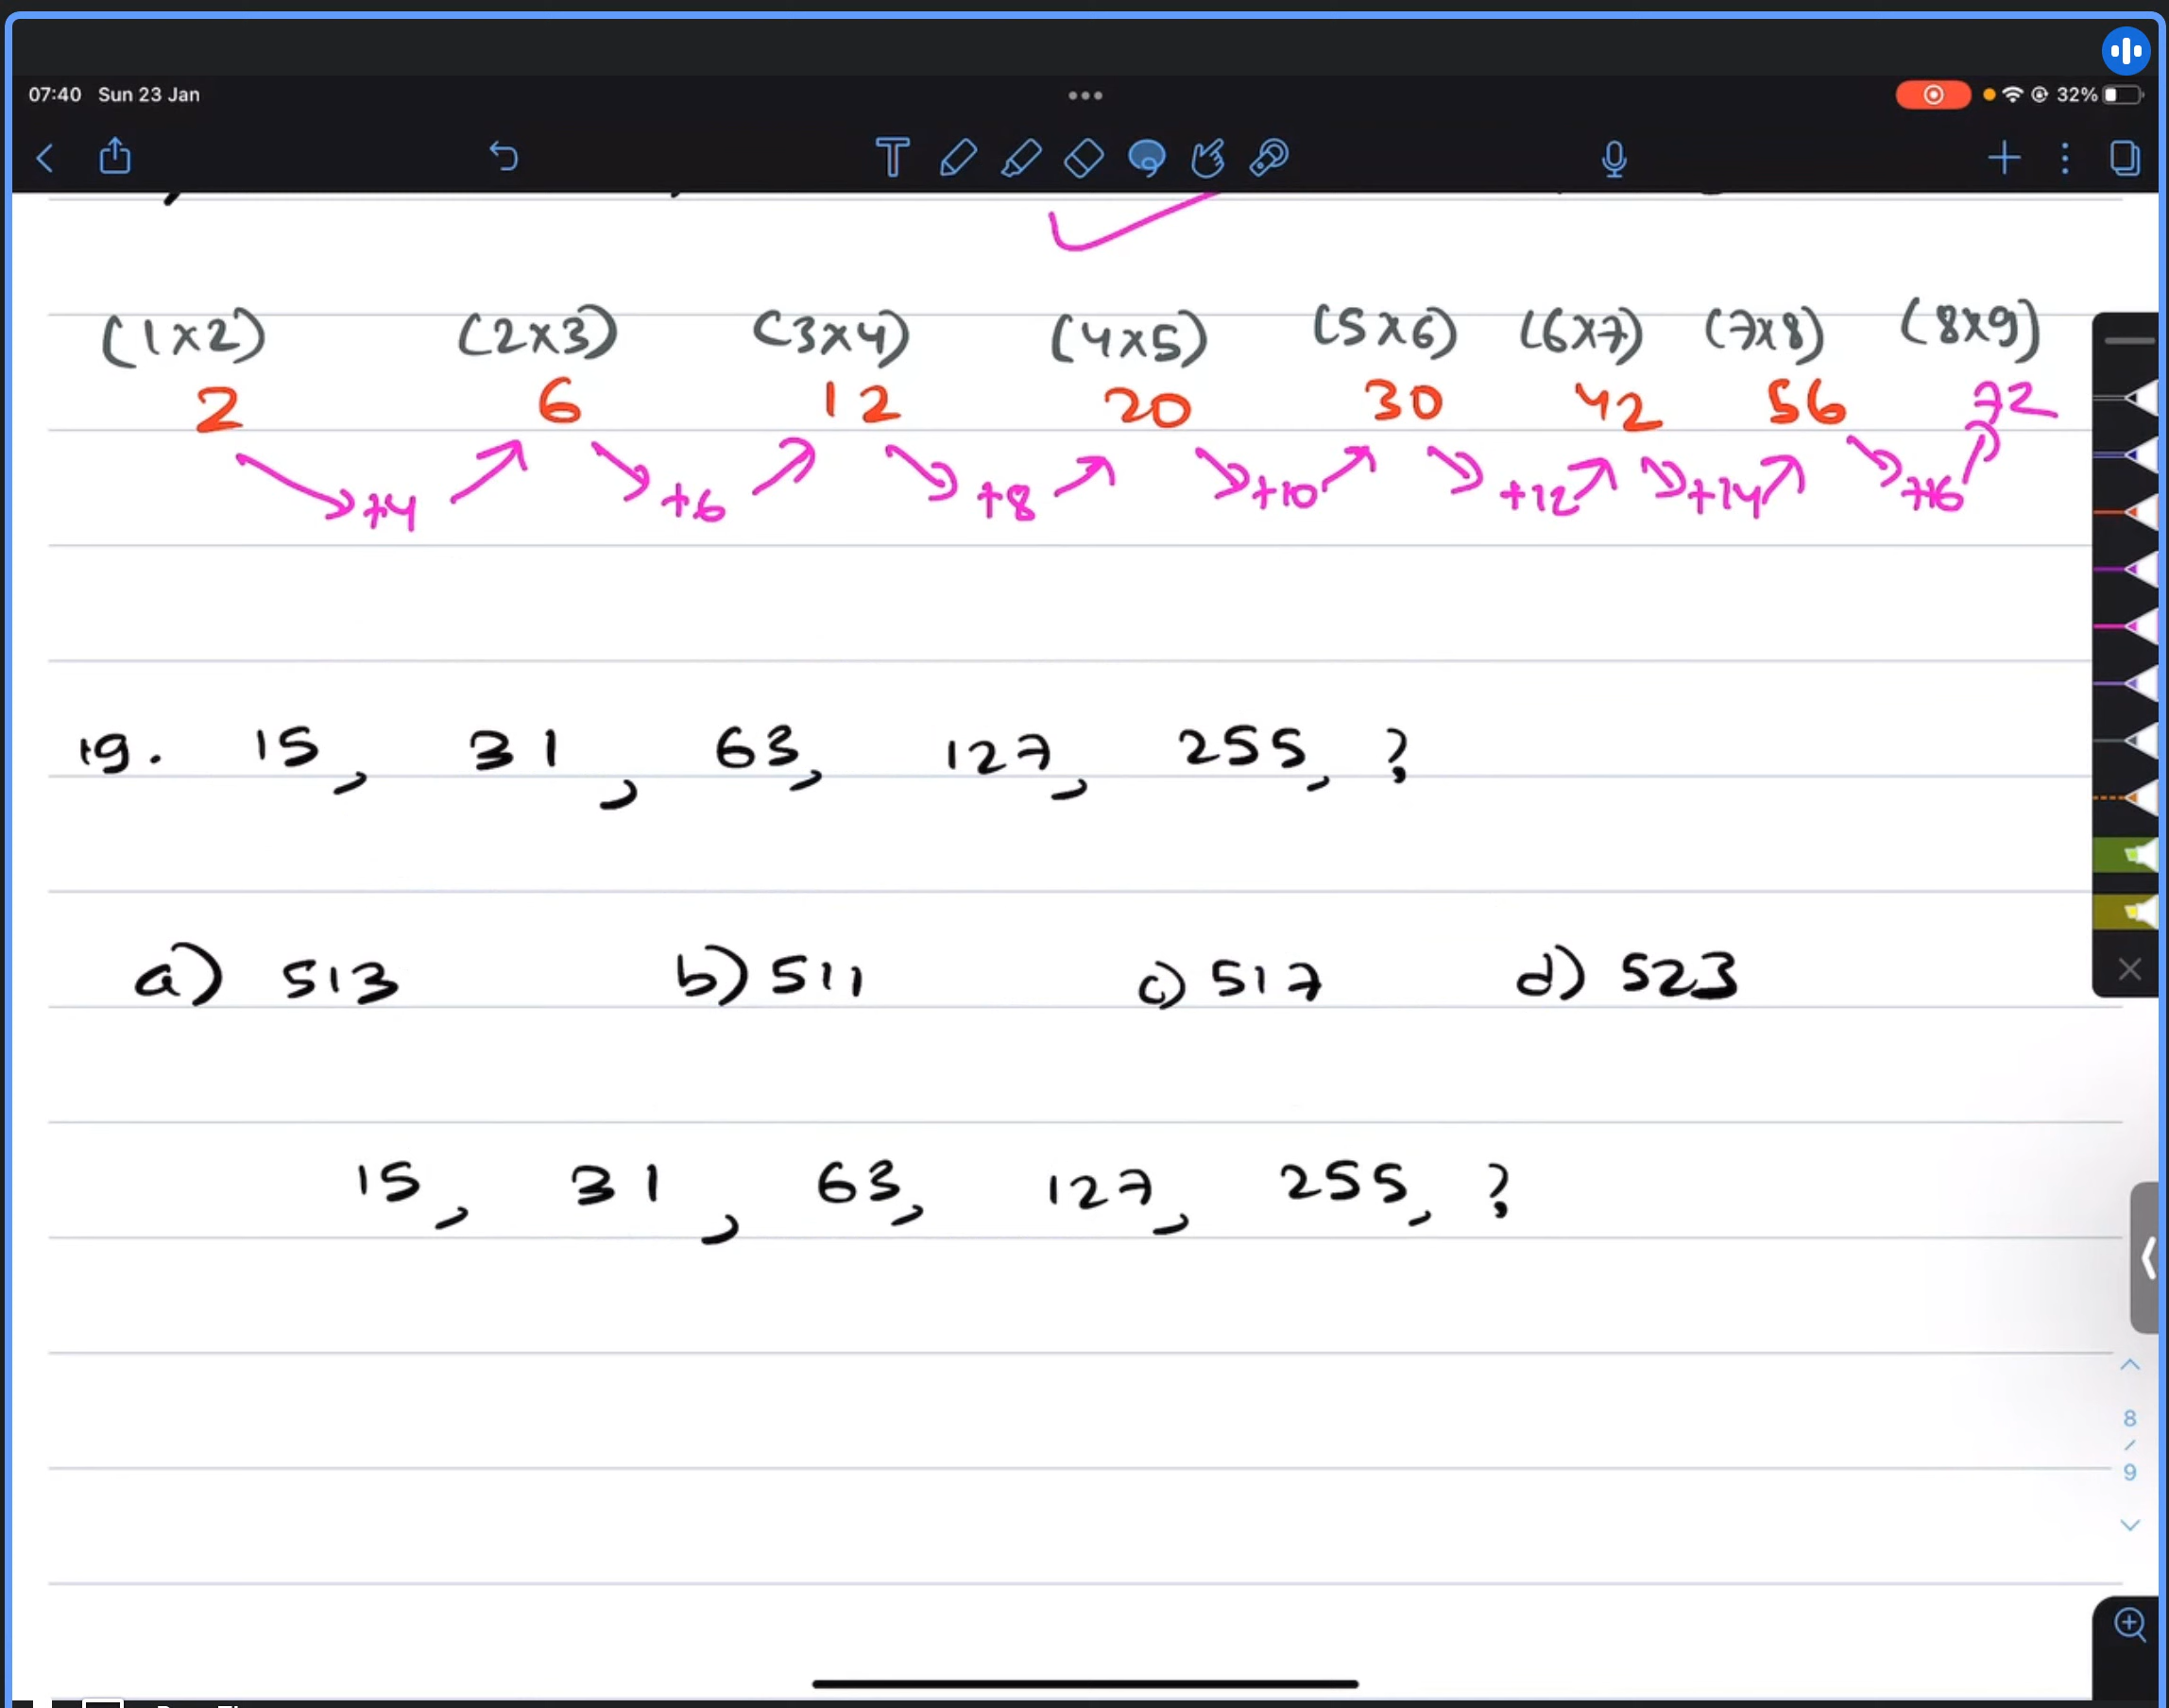 07:40 Sun 23 Jan
32%
T
(1x2) (2x3) (3x4) (4x5) (5x6) (6x7) (7x8) (8x9)
2 6 12 20 30 42 56 72
+4 +6 +8 +10 +12 +14 +16
19. 15, 31, 63, 127, 255, ?
a) 513 b) 511 c) 517 d) 523
15, 31, 63, 127, 255, ?
8
/
9